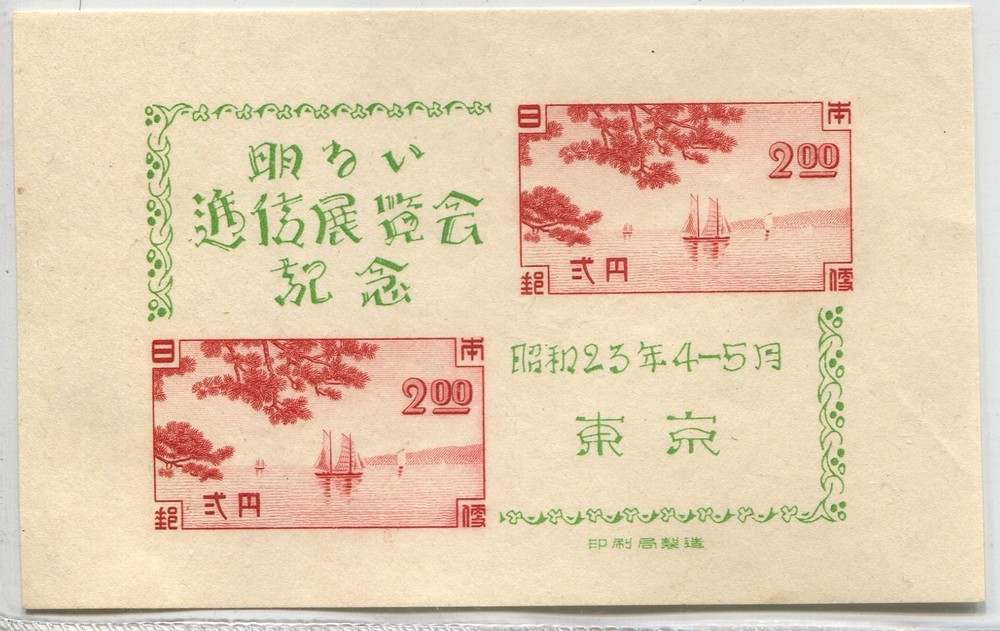 明るい
逓信展覧会
記念
日本
2.00
弐円
郵便
日本
2.00
弐円
郵便
昭和23年4-5月
東京
印刷局製造